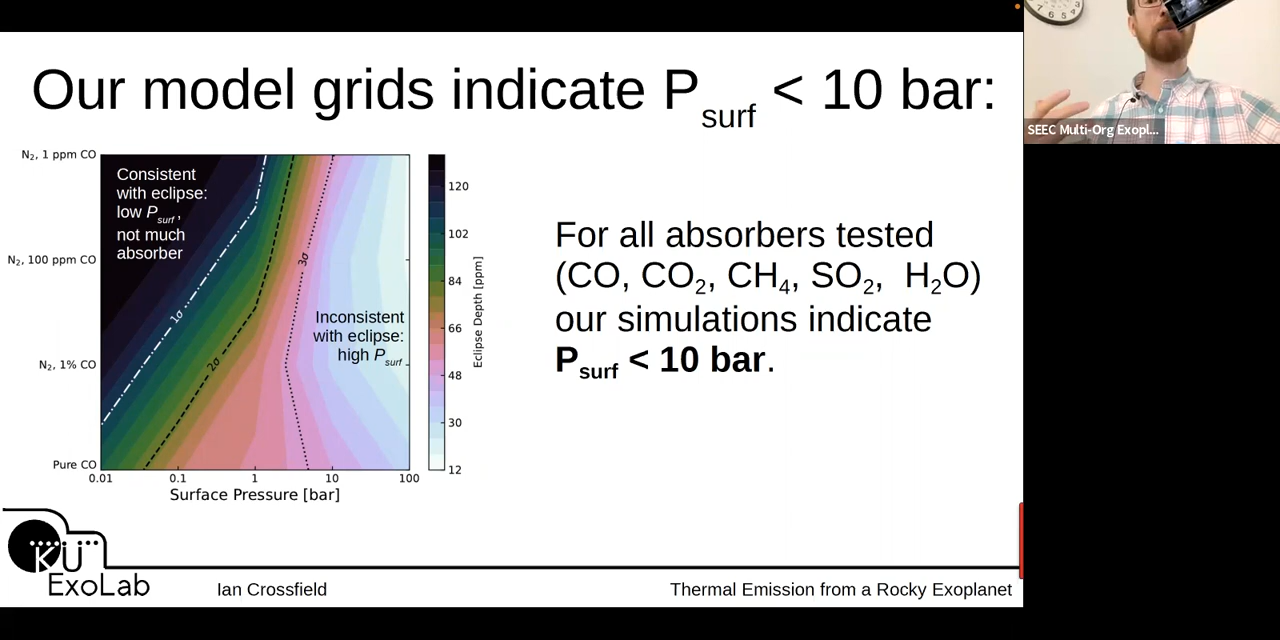 Our model grids indicate P_surf < 10 bar:
SEEC Multi-Org Exopl...
N₂, 1 ppm CO
N₂, 100 ppm CO
N₂, 1% CO
Pure CO
Consistent
with eclipse:
low P_surf,
not much
absorber
1σ
2σ
3σ
Inconsistent
with eclipse:
high P_surf
0.01 0.1 1 10 100
Surface Pressure [bar]
120
102
84
66
48
30
12
Eclipse Depth [ppm]
For all absorbers tested
(CO, CO₂, CH₄, SO₂, H₂O)
our simulations indicate
P_surf < 10 bar.
KU
ExoLab
Ian Crossfield
Thermal Emission from a Rocky Exoplanet